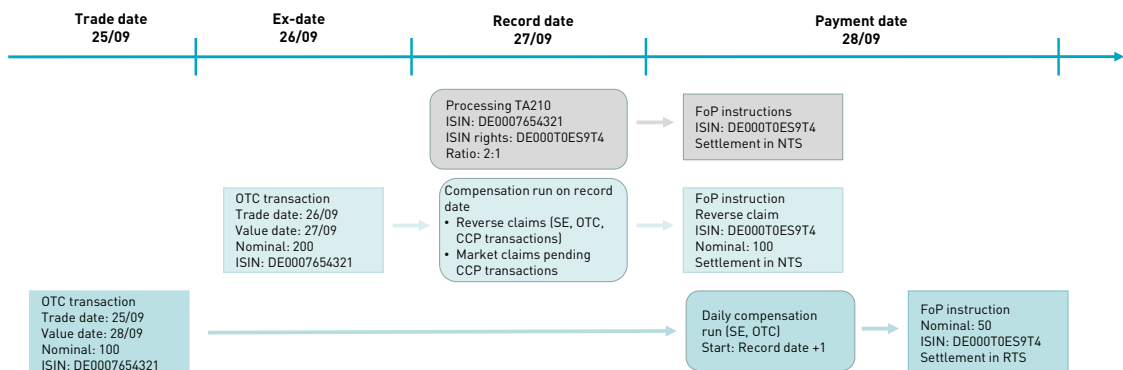 Trade date
25/09
Ex-date
26/09
Record date
27/09
Payment date
28/09
Processing TA210
ISIN: DE0007654321
ISIN rights: DE000T0ES9T4
Ratio: 2:1
FoP instructions
ISIN: DE000T0ES9T4
Settlement in NTS
OTC transaction
Trade date: 26/09
Value date: 27/09
Nominal: 200
ISIN: DE0007654321
Compensation run on record
date
• Reverse claims (SE, OTC,
CCP transactions)
• Market claims pending
CCP transactions
FoP instruction
Reverse claim
ISIN: DE000T0ES9T4
Nominal: 100
Settlement in NTS
OTC transaction
Trade date: 25/09
Value date: 28/09
Nominal: 100
ISIN: DE0007654321
Daily compensation
run (SE, OTC)
Start: Record date +1
FoP instruction
Nominal: 50
ISIN: DE000T0ES9T4
Settlement in RTS